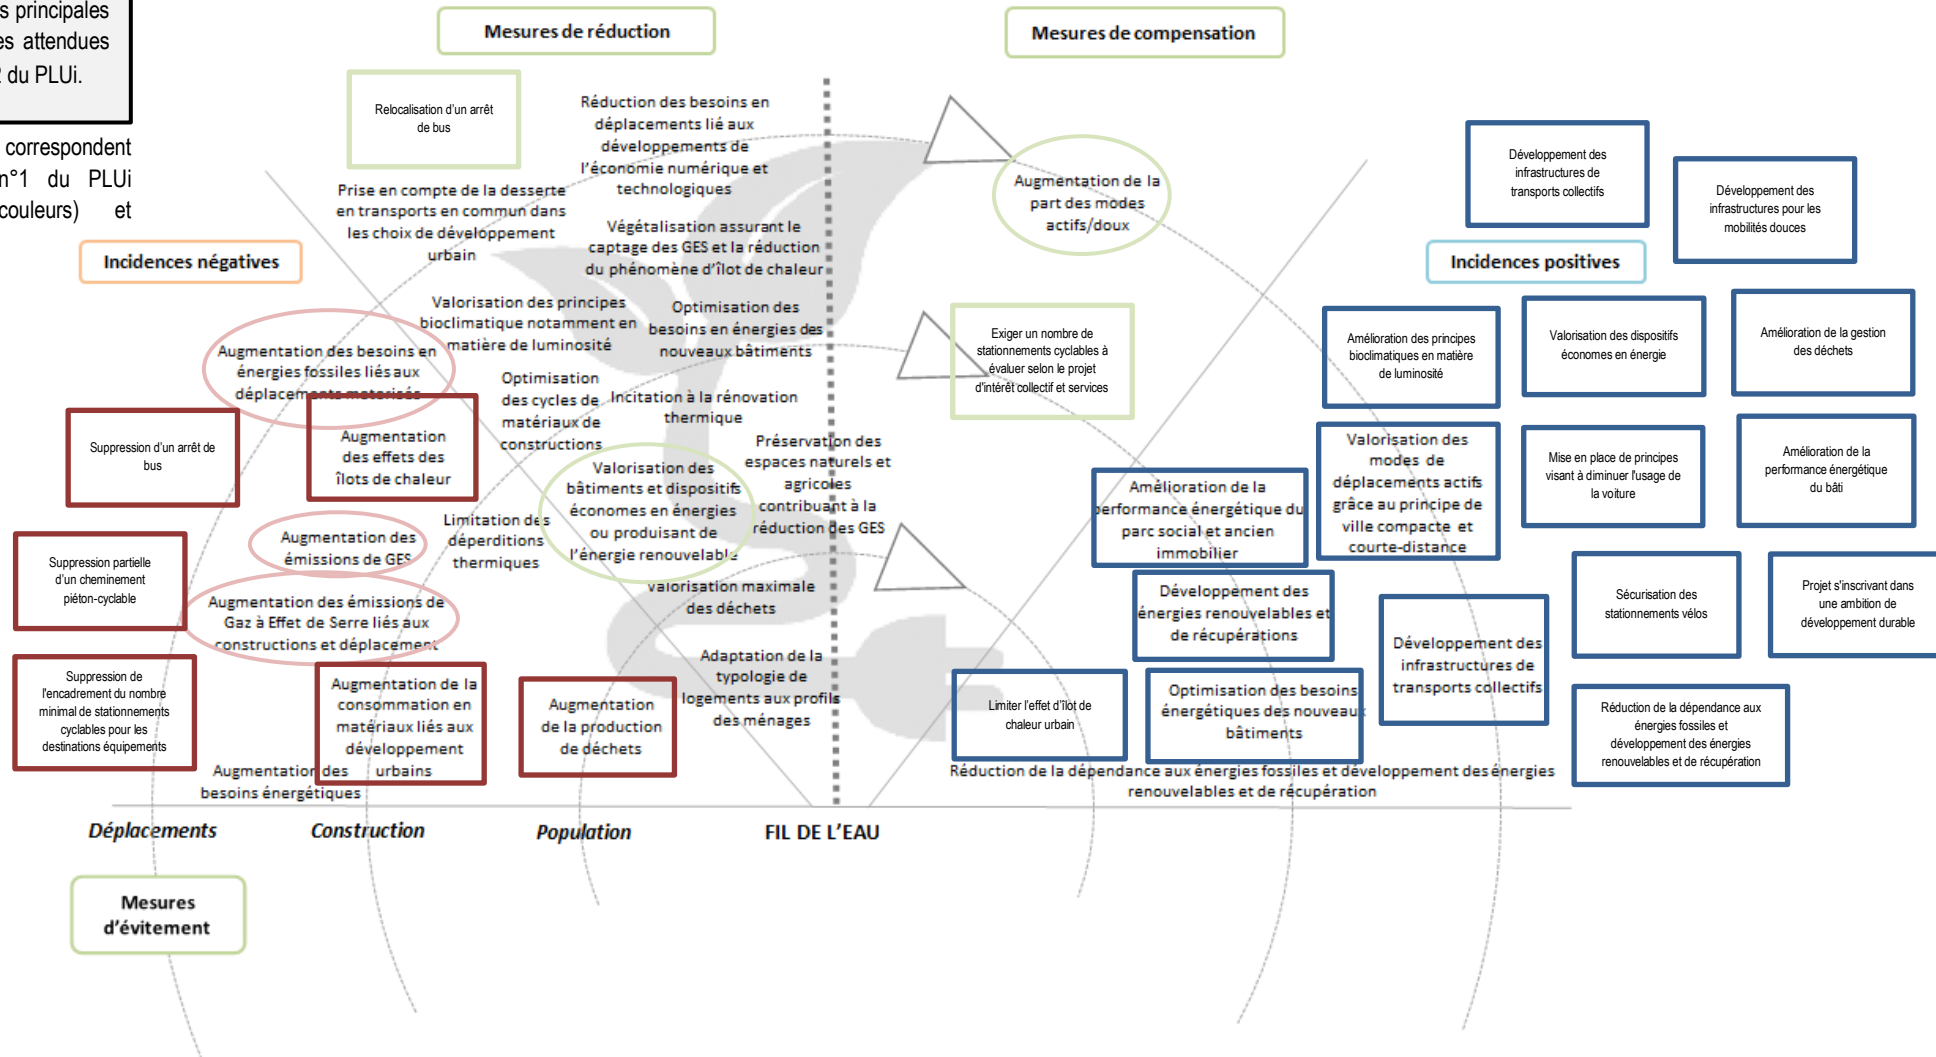 s principales
es attendues
2 du PLUi.
correspondent
n°1 du PLUi
couleurs) et
Mesures de réduction
Mesures de compensation
Relocalisation d'un arrêt
de bus
Réduction des besoins en
déplacements lié aux
développements de
l'économie numérique et
technologiques
Prise en compte de la desserte
en transports en commun dans
les choix de développement
urbain
Végétalisation assurant le
captage des GES et la réduction
du phénomène d'îlot de chaleur
Augmentation de la
part des modes
actifs/doux
Développement des
infrastructures de
transports collectifs
Développement des
infrastructures pour les
mobilités douces
Incidences négatives
Incidences positives
Valorisation des principes
bioclimatique notamment en
matière de luminosité
Optimisation des
besoins en énergies des
nouveaux bâtiments
Augmentation des besoins en
énergies fossiles liés aux
déplacements motorisés
Exiger un nombre de
stationnements cyclables à
évaluer selon le projet
d'intérêt collectif et services
Amélioration des principes
bioclimatiques en matière
de luminosité
Valorisation des dispositifs
économes en énergie
Amélioration de la gestion
des déchets
Optimisation
des cycles de
matériaux de
constructions
Incitation à la rénovation
thermique
Suppression d'un arrêt de
bus
Augmentation
des effets des
îlots de chaleur
Valorisation des
bâtiments et dispositifs
économes en énergies
ou produisant de
l'énergie renouvelable
Préservation des
espaces naturels et
agricoles
contribuant à la
réduction des GES
Amélioration de la
performance énergétique du
parc social et ancien
immobilier
Valorisation des
modes de
déplacements actifs
grâce au principe de
ville compacte et
courte-distance
Mise en place de principes
visant à diminuer l'usage de
la voiture
Amélioration de la
performance énergétique
du bâti
Suppression partielle
d'un cheminement
piéton-cyclable
Augmentation des
émissions de GES
Limitation des
déperditions
thermiques
Augmentation des émissions de
Gaz à Effet de Serre liés aux
constructions et déplacement
valorisation maximale
des déchets
Développement des
énergies renouvelables et
de récupérations
Développement des
infrastructures de
transports collectifs
Sécurisation des
stationnements vélos
Projet s'inscrivant dans
une ambition de
développement durable
Suppression de
l'encadrement du nombre
minimal de stationnements
cyclables pour les
destinations équipements
Augmentation de la
consommation en
matériaux liés aux
développement
urbains
Augmentation
de la production
de déchets
Adaptation de la
typologie de
logements aux profils
des ménages
Limiter l'effet d'îlot de
chaleur urbain
Optimisation des besoins
énergétiques des nouveaux
bâtiments
Réduction de la dépendance aux
énergies fossiles et
développement des énergies
renouvelables et de récupération
Augmentation des
besoins énergétiques
Réduction de la dépendance aux énergies fossiles et développement des énergies
renouvelables et de récupération
Déplacements
Construction
Population
FIL DE L'EAU
Mesures
d'évitement